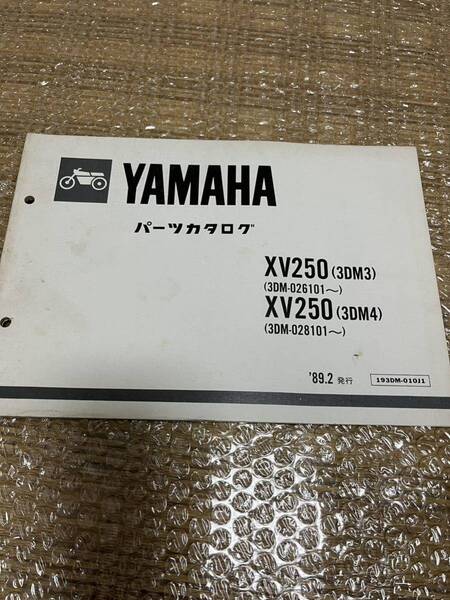 YAMAHA
パーツカタログ
XV250 (3DM3)
(3DM-026101〜)
XV250 (3DM4)
(3DM-028101〜)
'89.2 発行
193DM-010J1